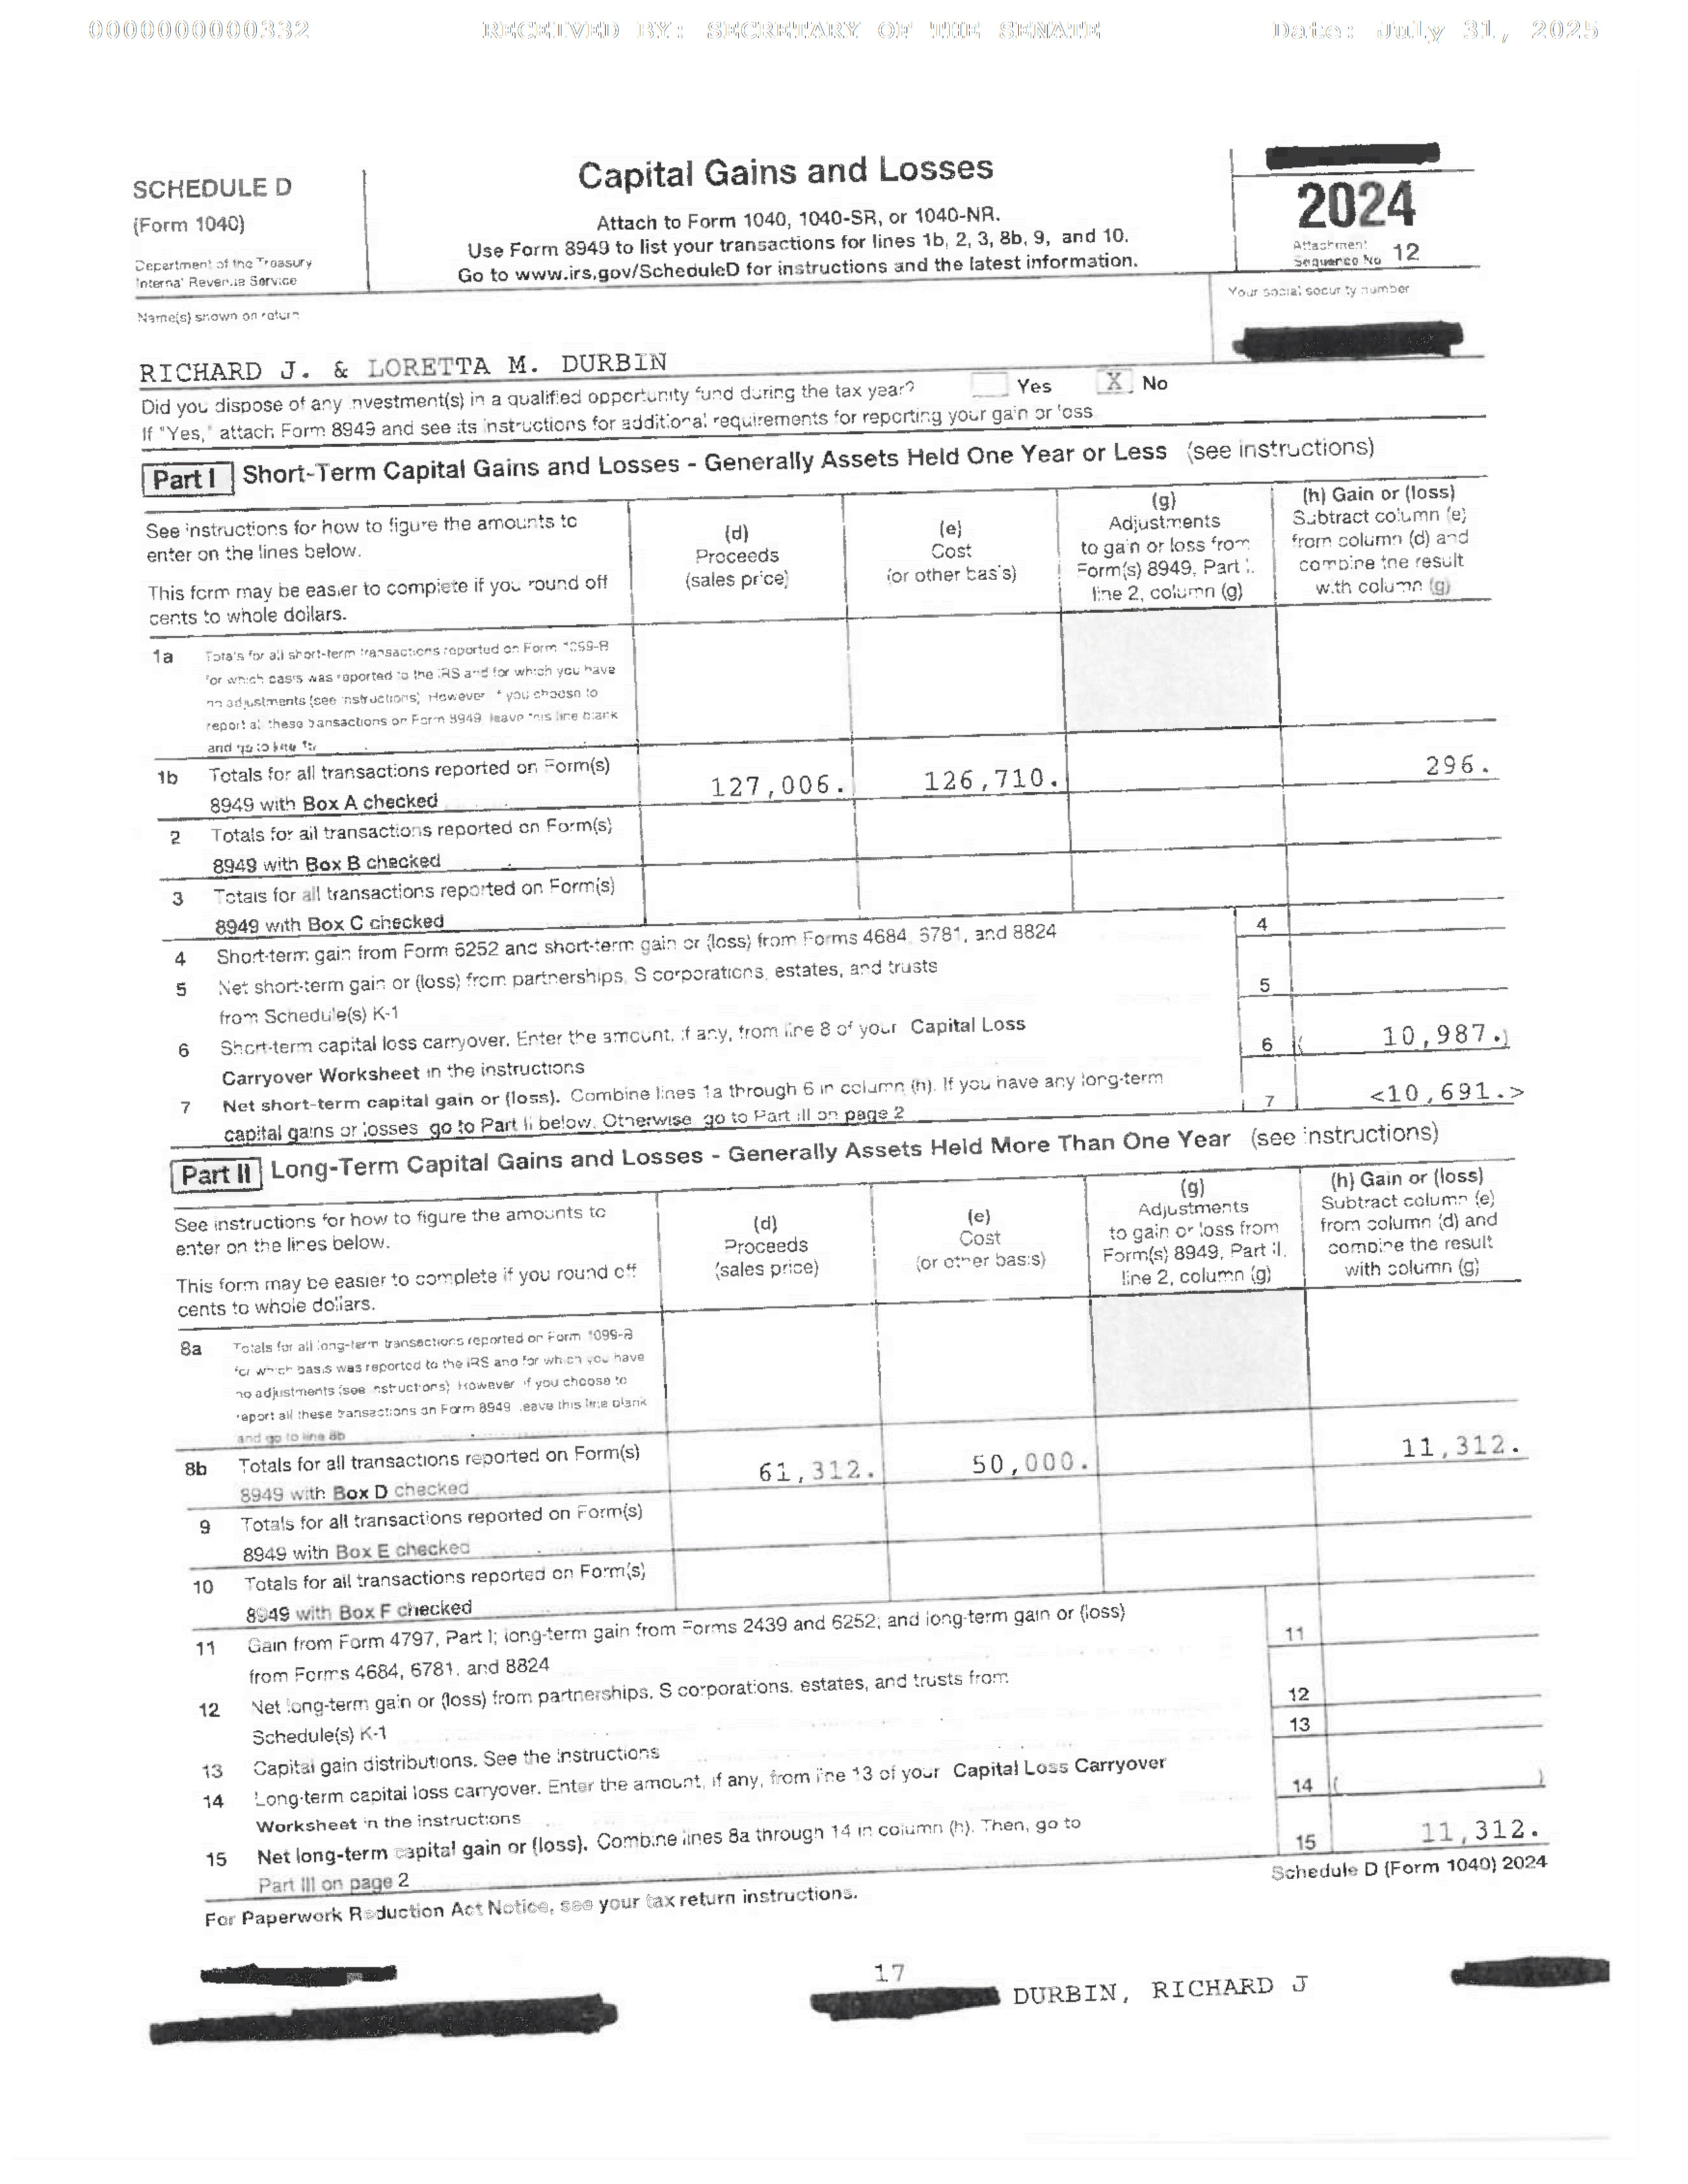 0000000000332 RECEIVED BY: SECRETARY OF THE SENATE Date: July 31, 2025
SCHEDULE D
(Form 1040)
Department of the Treasury
Internal Revenue Service
Capital Gains and Losses
Attach to Form 1040, 1040-SR, or 1040-NR.
Use Form 8949 to list your transactions for lines 1b, 2, 3, 8b, 9, and 10.
Go to www.irs.gov/ScheduleD for instructions and the latest information.
2024
Attachment
Sequence No 12
Name(s) shown on return
Your social security number
RICHARD J. & LORETTA M. DURBIN
Did you dispose of any investment(s) in a qualified opportunity fund during the tax year? Yes X No
If "Yes," attach Form 8949 and see its instructions for additional requirements for reporting your gain or loss
Part I Short-Term Capital Gains and Losses - Generally Assets Held One Year or Less (see instructions)
See instructions for how to figure the amounts to
enter on the lines below.
This form may be easier to complete if you round off
cents to whole dollars.
(d)
Proceeds
(sales price)
(e)
Cost
(or other basis)
(g)
Adjustments
to gain or loss from
Form(s) 8949, Part I,
line 2, column (g)
(h) Gain or (loss)
Subtract column (e)
from column (d) and
combine the result
with column (g)
1a Totals for all short-term transactions reported on Form 1099-B
for which basis was reported to the IRS and for which you have
no adjustments (see instructions) However if you choose to
report all these transactions on Form 8949 leave this line blank
and go to line 1b
1b Totals for all transactions reported on Form(s)
8949 with Box A checked 127,006. 126,710. 296.
2 Totals for all transactions reported on Form(s)
8949 with Box B checked
3 Totals for all transactions reported on Form(s)
8949 with Box C checked
4 Short-term gain from Form 6252 and short-term gain or (loss) from Forms 4684, 6781, and 8824 4
5 Net short-term gain or (loss) from partnerships, S corporations, estates, and trusts
from Schedule(s) K-1 5
6 Short-term capital loss carryover. Enter the amount, if any, from line 8 of your Capital Loss
Carryover Worksheet in the instructions 6 ( 10,987.)
7 Net short-term capital gain or (loss). Combine lines 1a through 6 in column (h). If you have any long-term
capital gains or losses go to Part II below. Otherwise go to Part III on page 2 7 <10,691.>
Part II Long-Term Capital Gains and Losses - Generally Assets Held More Than One Year (see instructions)
See instructions for how to figure the amounts to
enter on the lines below.
This form may be easier to complete if you round off
cents to whole dollars.
(d)
Proceeds
(sales price)
(e)
Cost
(or other basis)
(g)
Adjustments
to gain or loss from
Form(s) 8949, Part II,
line 2, column (g)
(h) Gain or (loss)
Subtract column (e)
from column (d) and
combine the result
with column (g)
8a Totals for all long-term transactions reported on Form 1099-B
for which basis was reported to the IRS and for which you have
no adjustments (see instructions) However if you choose to
report all these transactions on Form 8949 leave this line blank
and go to line 8b
8b Totals for all transactions reported on Form(s)
8949 with Box D checked 61,312. 50,000. 11,312.
9 Totals for all transactions reported on Form(s)
8949 with Box E checked
10 Totals for all transactions reported on Form(s)
8949 with Box F checked
11 Gain from Form 4797, Part I; long-term gain from Forms 2439 and 6252; and long-term gain or (loss)
from Forms 4684, 6781, and 8824 11
12 Net long-term gain or (loss) from partnerships, S corporations, estates, and trusts from
Schedule(s) K-1 12
13 Capital gain distributions. See the instructions 13
14 Long-term capital loss carryover. Enter the amount, if any, from line 13 of your Capital Loss Carryover
Worksheet in the instructions 14 ( )
15 Net long-term capital gain or (loss). Combine lines 8a through 14 in column (h). Then, go to
Part III on page 2 15 11,312.
For Paperwork Reduction Act Notice, see your tax return instructions. Schedule D (Form 1040) 2024
17
DURBIN, RICHARD J